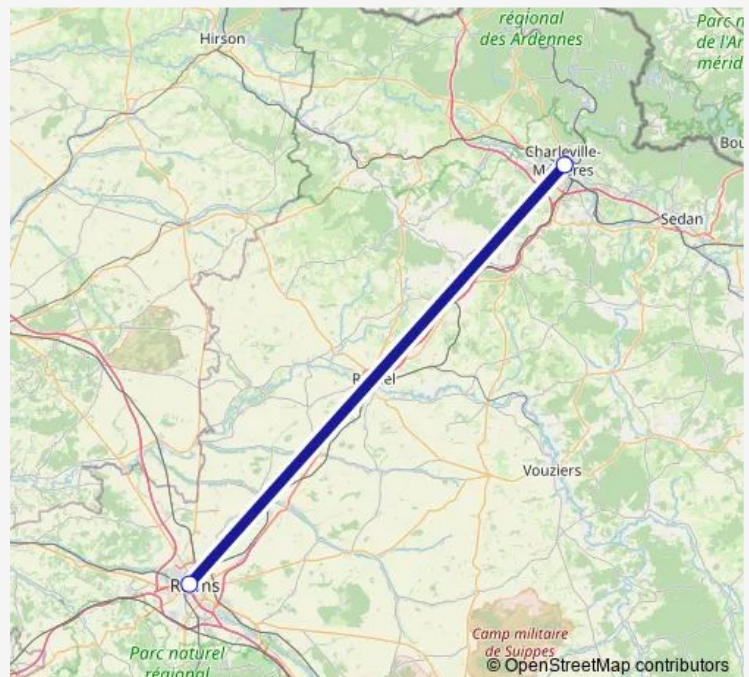 régional
des Ardennes
Parc n
de l'Ar
mérid
Hirson
Charleville-
Bou
Sedan
Vouziers
Camp militaire
de Suippes
Parc naturel
régional
© OpenStreetMap contributors